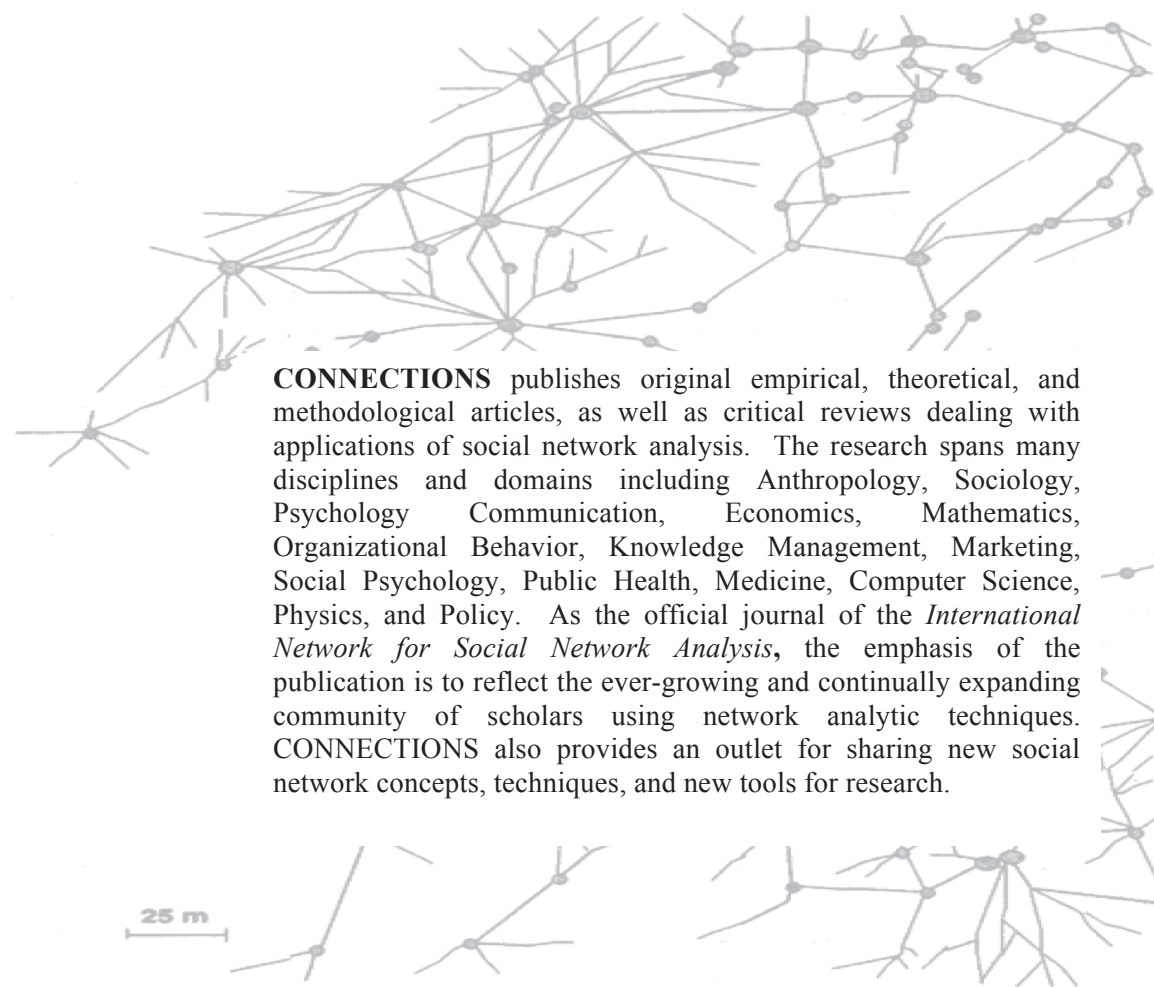 CONNECTIONS publishes original empirical, theoretical, and
methodological articles, as well as critical reviews dealing with
applications of social network analysis. The research spans many
disciplines and domains including Anthropology, Sociology,
Psychology Communication, Economics, Mathematics,
Organizational Behavior, Knowledge Management, Marketing,
Social Psychology, Public Health, Medicine, Computer Science,
Physics, and Policy. As the official journal of the International
Network for Social Network Analysis, the emphasis of the
publication is to reflect the ever-growing and continually expanding
community of scholars using network analytic techniques.
CONNECTIONS also provides an outlet for sharing new social
network concepts, techniques, and new tools for research.
25 m